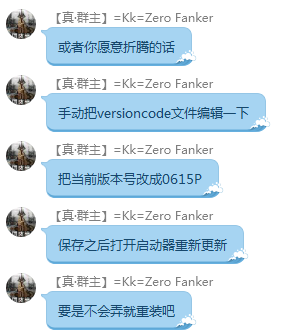 【真·群主】=Kk=Zero Fanker
或者你愿意折腾的话
【真·群主】=Kk=Zero Fanker
手动把versioncode文件编辑一下
【真·群主】=Kk=Zero Fanker
把当前版本号改成0615P
【真·群主】=Kk=Zero Fanker
保存之后打开启动器重新更新
【真·群主】=Kk=Zero Fanker
要是不会弄就重装吧